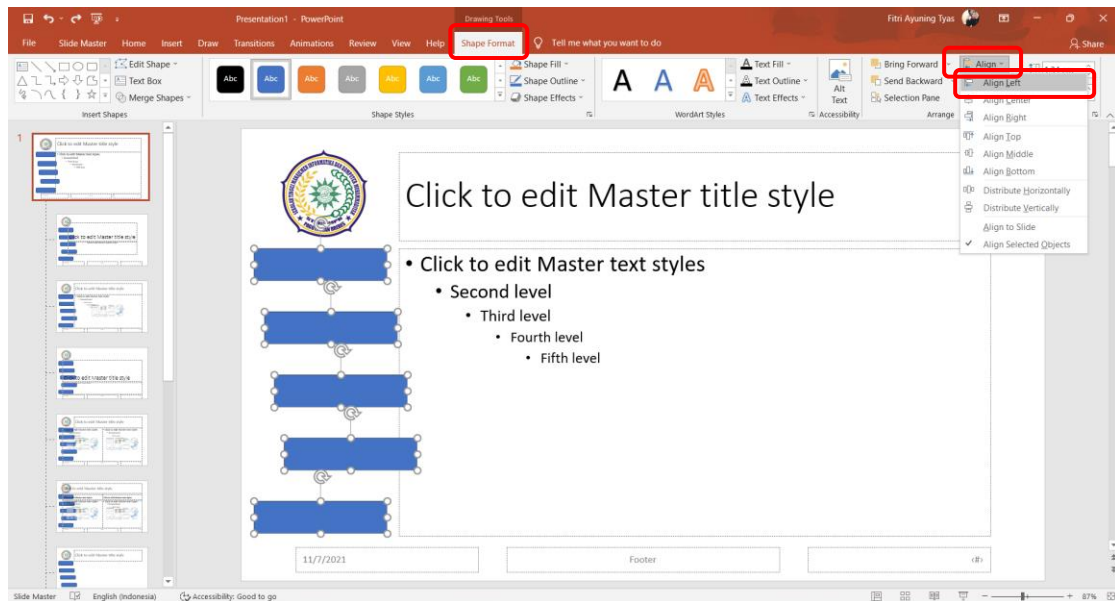 Presentation1 - PowerPoint
Drawing Tools
Fitri Ayuning Tyas
File Slide Master Home Insert Draw Transitions Animations Review View Help Shape Format Tell me what you want to do
Share
Edit Shape
Text Box
Merge Shapes
Insert Shapes
Abc Abc Abc Abc Abc Abc Abc
Shape Fill
Shape Outline
Shape Effects
Shape Styles
A A A
Text Fill
Text Outline
Text Effects
WordArt Styles
Alt
Text
Accessibility
Bring Forward
Send Backward
Selection Pane
Arrange
Align
Align Left
Align Center
Align Right
Align Top
Align Middle
Align Bottom
Distribute Horizontally
Distribute Vertically
Align to Slide
Align Selected Objects
1
Click to edit Master title style
• Click to edit Master text styles
• Second level
• Third level
• Fourth level
• Fifth level
11/7/2021
Footer
‹#›
Slide Master English (Indonesia) Accessibility: Good to go
87%